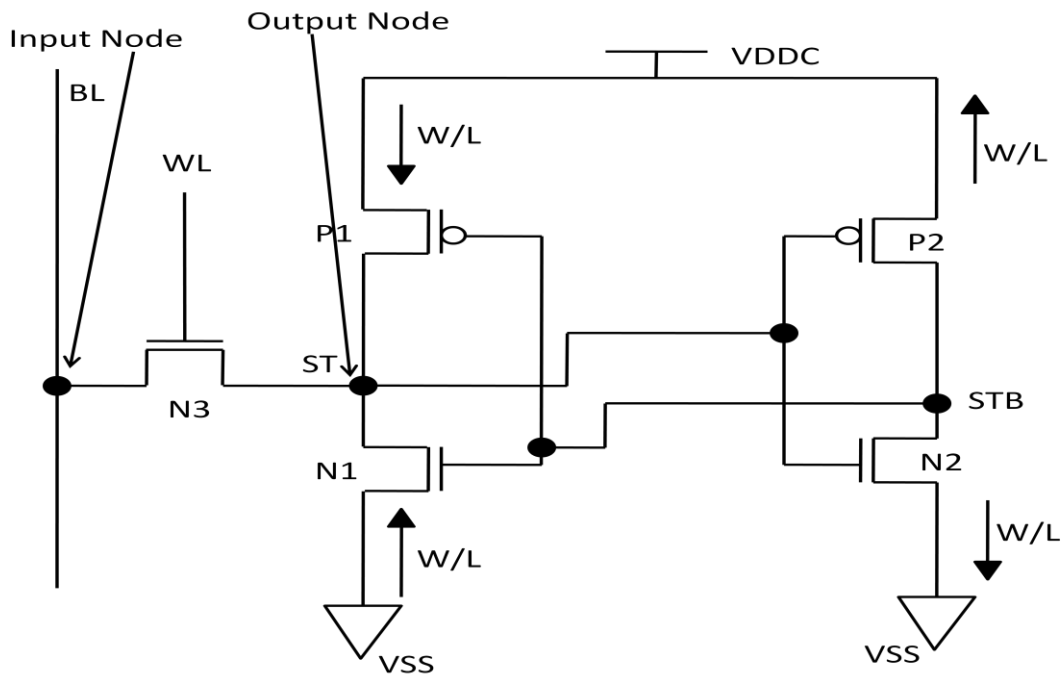 Output Node
Input Node
VDDC
BL
W/L
W/L
WL
P1
P2
ST
STB
N3
N1
N2
W/L
W/L
VSS
VSS